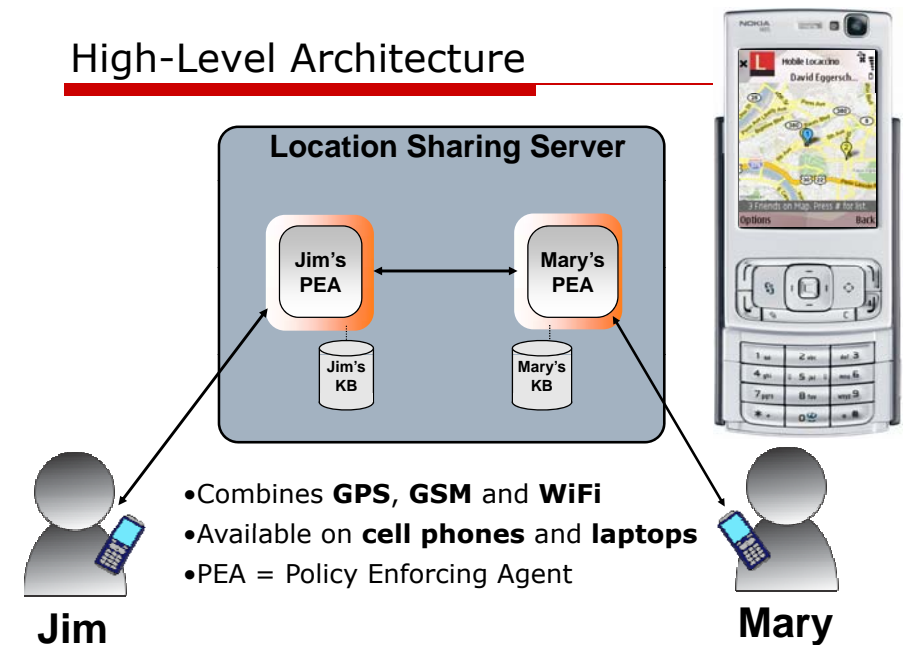 High-Level Architecture
Location Sharing Server
Jim's
PEA
Mary's
PEA
Jim's
KB
Mary's
KB
•Combines GPS, GSM and WiFi
•Available on cell phones and laptops
•PEA = Policy Enforcing Agent
Jim
Mary
NOKIA
L
Mobile Locaccino
David Eggersch...
3 Friends on Map. Press # for list.
Options
Back